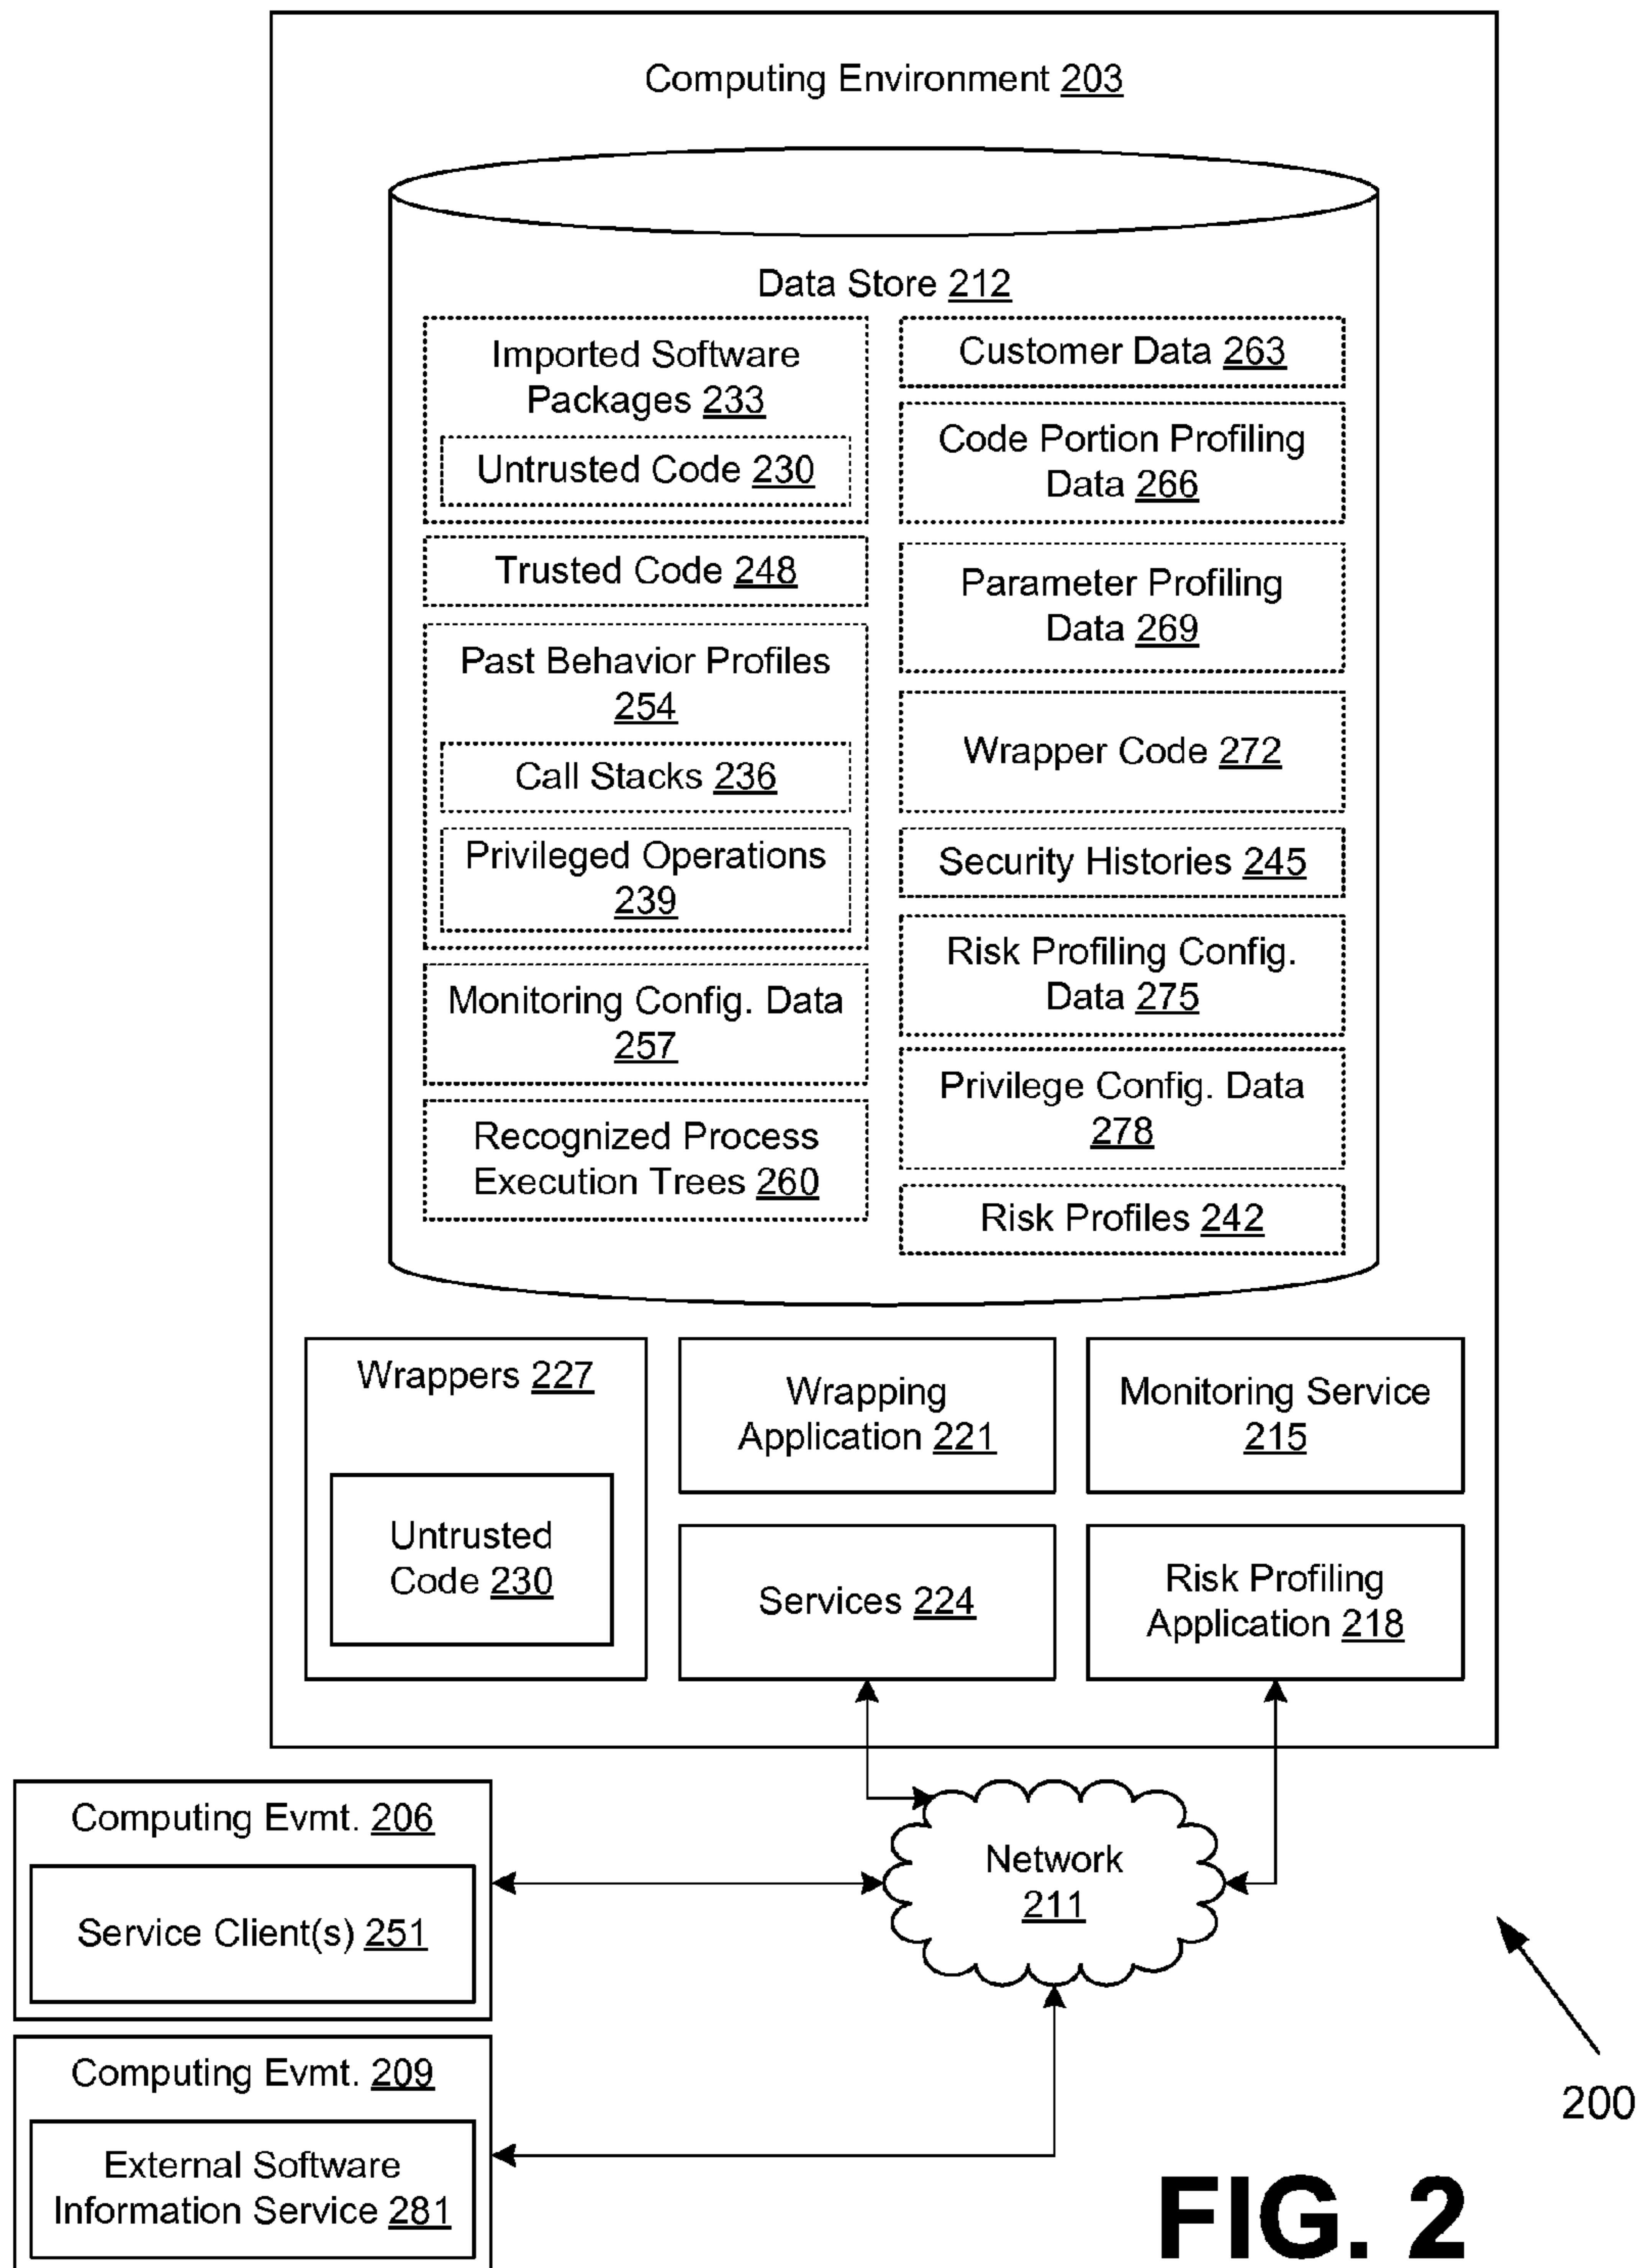 Computing Environment 203
Data Store 212
Imported Software
Packages 233
Untrusted Code 230
Trusted Code 248
Past Behavior Profiles
254
Call Stacks 236
Privileged Operations
239
Monitoring Config. Data
257
Recognized Process
Execution Trees 260
Customer Data 263
Code Portion Profiling
Data 266
Parameter Profiling
Data 269
Wrapper Code 272
Security Histories 245
Risk Profiling Config.
Data 275
Privilege Config. Data
278
Risk Profiles 242
Wrappers 227
Untrusted
Code 230
Wrapping
Application 221
Monitoring Service
215
Services 224
Risk Profiling
Application 218
Computing Evmt. 206
Service Client(s) 251
Network
211
Computing Evmt. 209
External Software
Information Service 281
200
FIG. 2